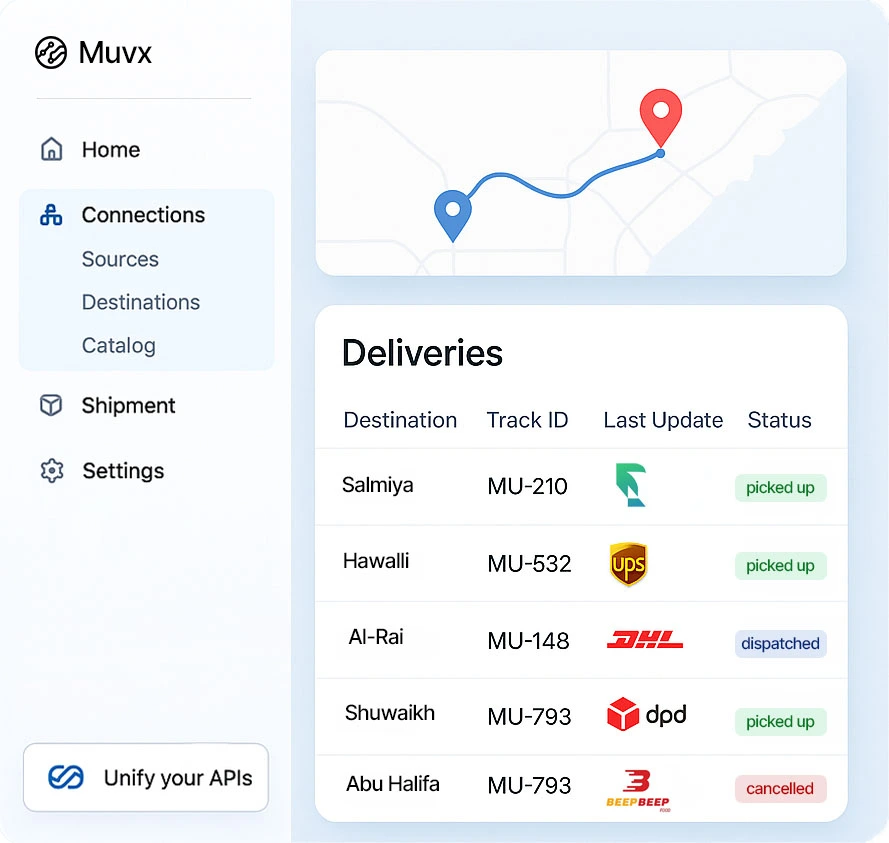 Muvx
Home
Connections
Sources
Destinations
Catalog
Shipment
Settings
Unify your APIs
Deliveries
Destination Track ID Last Update Status
Salmiya MU-210 picked up
Hawalli MU-532 ups picked up
Al-Rai MU-148 DHL dispatched
Shuwaikh MU-793 dpd picked up
Abu Halifa MU-793 BEEPBEEP FOOD cancelled